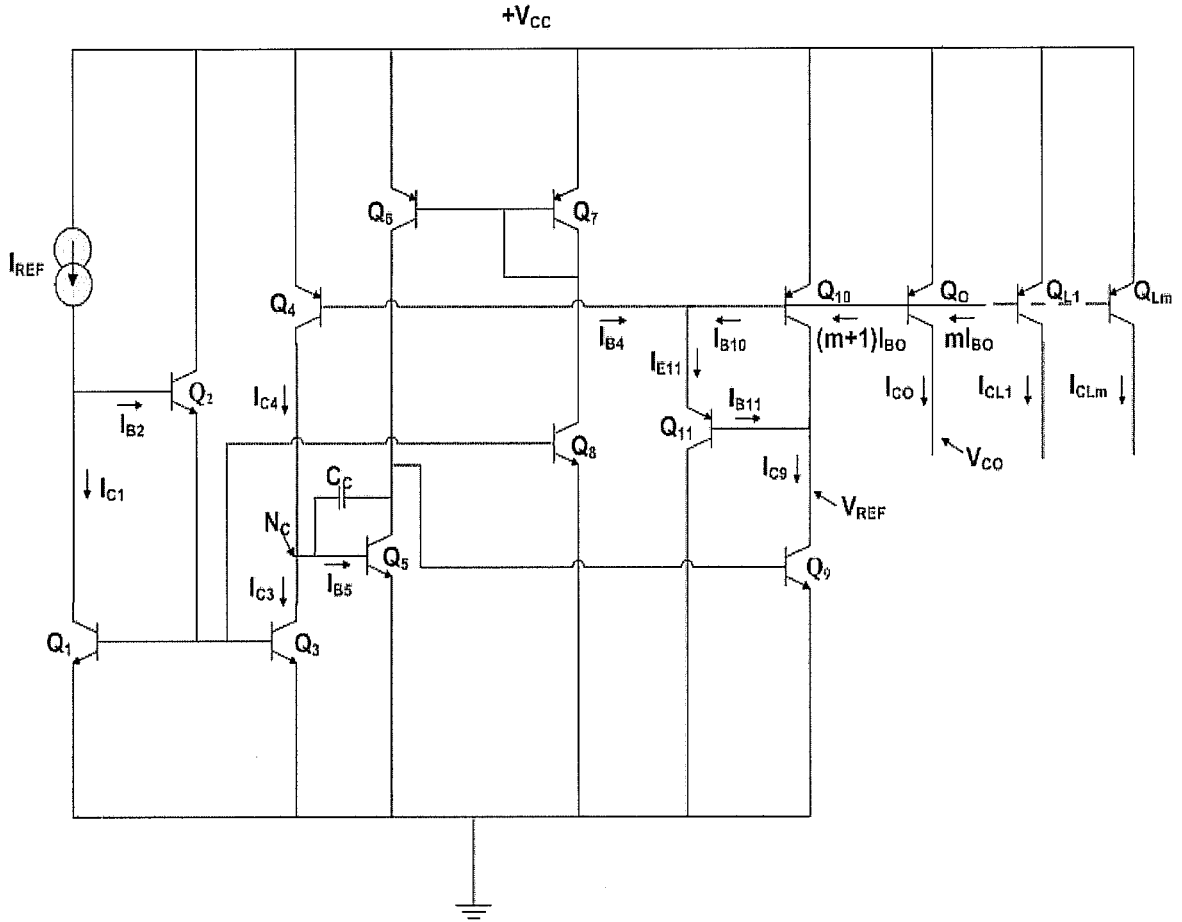 +VCC
Q6
Q7
IREF
Q4
Q10
QO
QL1
QLm
IB4
IB10
(m+1)IBO
mIBO
IE11
ICO
ICL1
ICLm
IC4
Q2
IB2
IB11
Q11
Q8
VCO
IC9
IC1
CC
VREF
NC
Q5
IB5
Q9
IC3
Q1
Q3